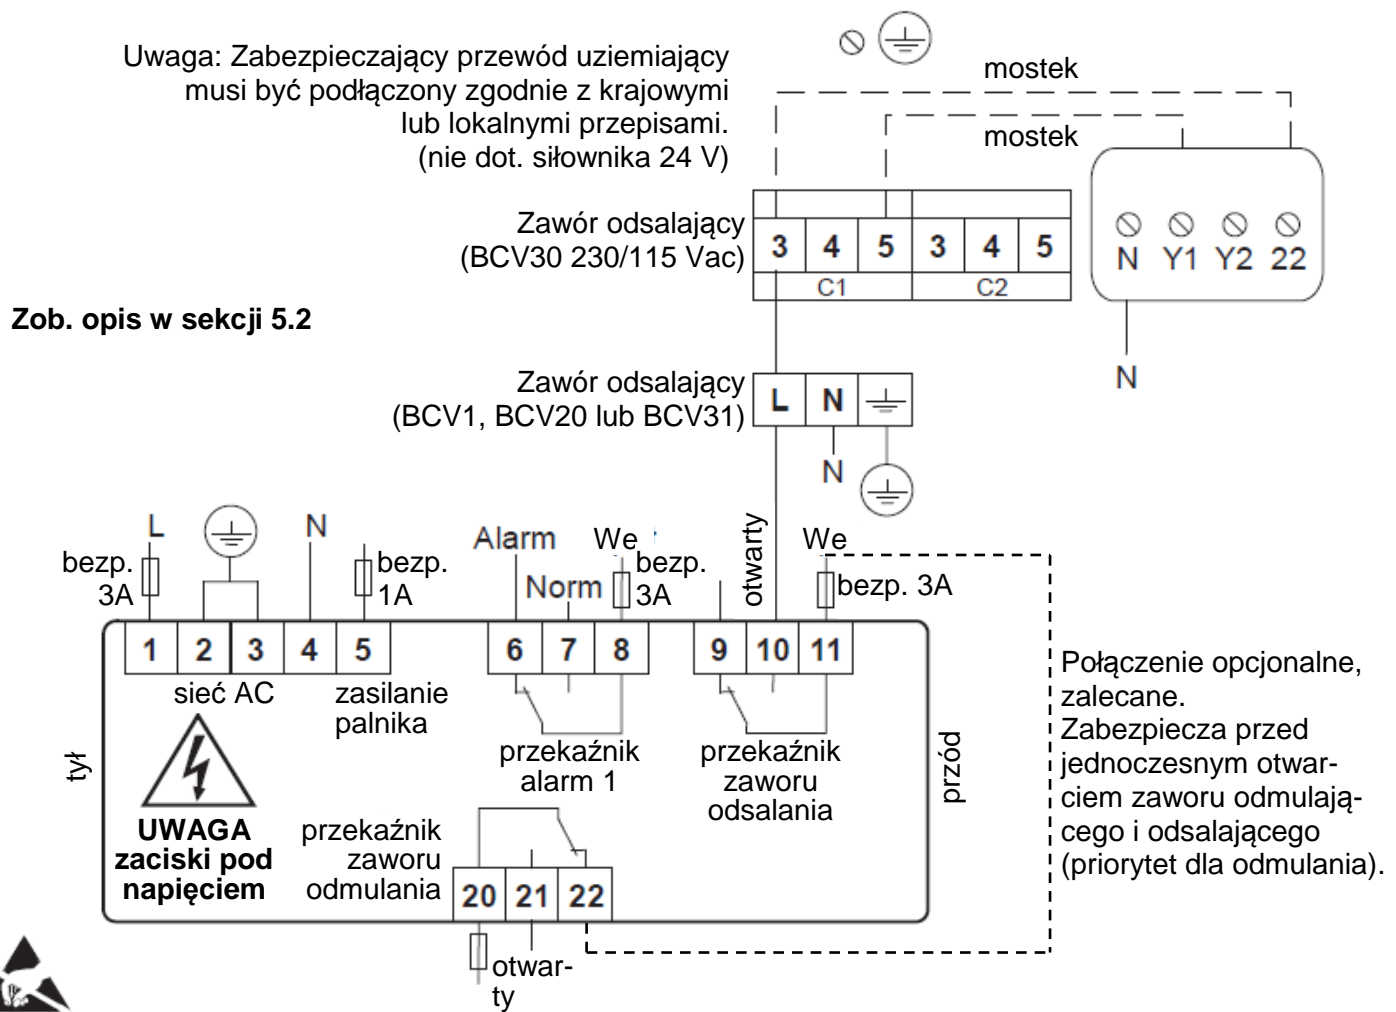 Uwaga: Zabezpieczający przewód uziemiający
musi być podłączony zgodnie z krajowymi
lub lokalnymi przepisami.
(nie dot. siłownika 24 V)
mostek
mostek
Zawór odsalający
(BCV30 230/115 Vac)
3 4 5 3 4 5
C1 C2
N Y1 Y2 22
N
Zob. opis w sekcji 5.2
Zawór odsalający
(BCV1, BCV20 lub BCV31)
L N
N
L
N
bezp.
3A
bezp.
1A
Alarm
Norm
We
bezp.
3A
otwarty
We
bezp. 3A
1 2 3 4 5 6 7 8 9 10 11
sieć AC
zasilanie
palnika
przekaźnik
alarm 1
przekaźnik
zaworu
odsalania
tył
przód
UWAGA
zaciski pod
napięciem
przekaźnik
zaworu
odmulania
20 21 22
otwar-
ty
Połączenie opcjonalne,
zalecane.
Zabezpiecza przed
jednoczesnym otwar-
ciem zaworu odmulają-
cego i odsalającego
(priorytet dla odmulania).